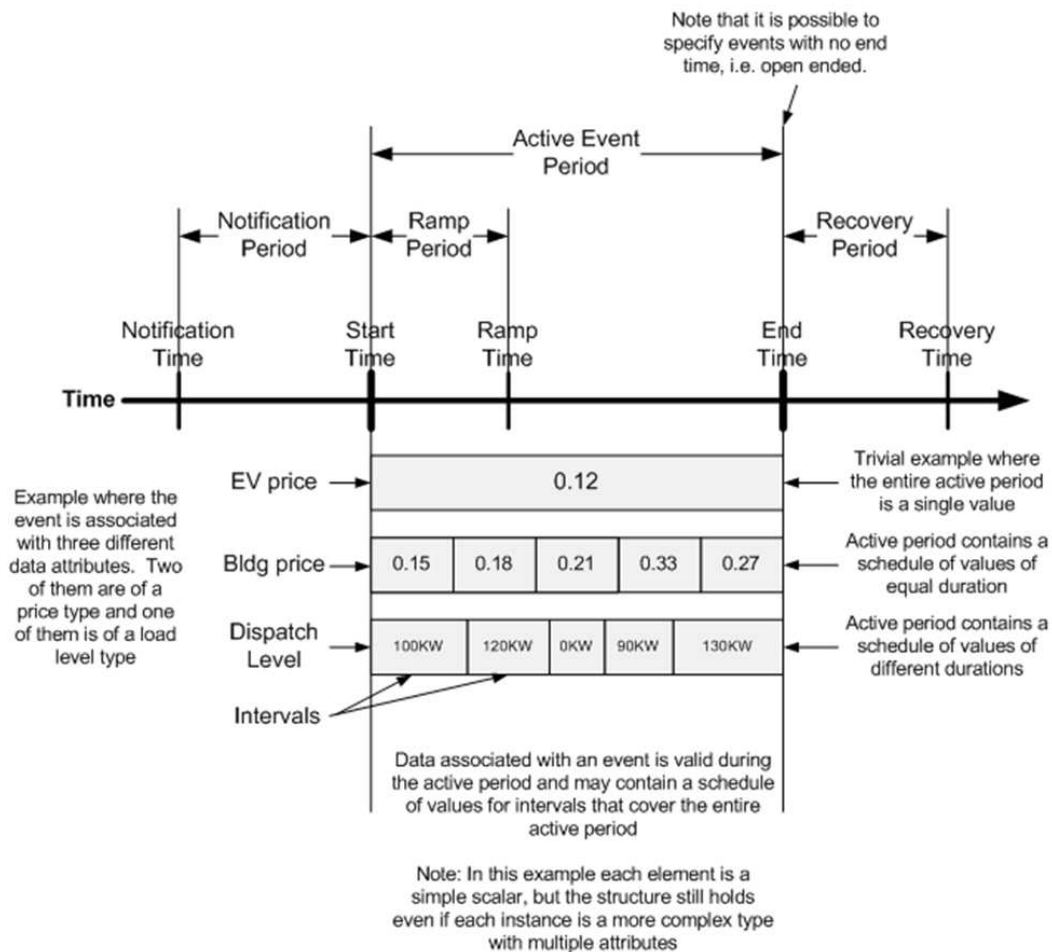 Note that it is possible to
specify events with no end
time, i.e. open ended.
Active Event
Period
Notification
Period
Ramp
Period
Recovery
Period
Notification
Time
Start
Time
Ramp
Time
End
Time
Recovery
Time
Time
EV price
0.12
Trivial example where
the entire active period
is a single value
Example where the
event is associated
with three different
data attributes. Two
of them are of a
price type and one
of them is of a load
level type
Bldg price
0.15 0.18 0.21 0.33 0.27
Active period contains a
schedule of values of
equal duration
Dispatch
Level
100KW 120KW 0KW 90KW 130KW
Active period contains a
schedule of values of
different durations
Intervals
Data associated with an event is valid during
the active period and may contain a schedule
of values for intervals that cover the entire
active period
Note: In this example each element is a
simple scalar, but the structure still holds
even if each instance is a more complex type
with multiple attributes